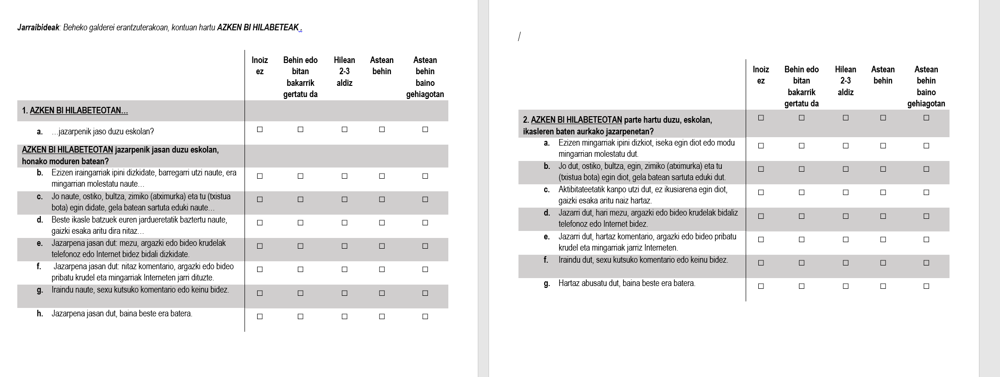 Jarraibideak: Beheko galderei erantzuterakoan, kontuan hartu AZKEN BI HILABETEAK .
Inoiz ez
Behin edo bitan bakarrik gertatu da
Hilean 2-3 aldiz
Astean behin
Astean behin baino gehiagotan
1. AZKEN BI HILABETEOTAN…
a. …jazarpenik jaso duzu eskolan? ☐ ☐ ☐ ☐ ☐
AZKEN BI HILABETEOTAN jazarpenik jasan duzu eskolan,
honako moduren batean?
b. Ezizen iraingarriak ipini dizkidate, barregarri utzi naute, era
mingarrian molestatu naute… ☐ ☐ ☐ ☐ ☐
c. Jo naute, ostiko, bultza, zimiko (atximurka) eta tu (txistua
bota) egin didate, gela batean sartuta eduki naute… ☐ ☐ ☐ ☐ ☐
d. Beste ikasle batzuek euren jardueretatik baztertu naute,
gaizki esaka aritu dira nitaz… ☐ ☐ ☐ ☐ ☐
e. Jazarpena jasan dut: mezu, argazki edo bideo krudelak
telefonoz edo Internet bidez bidali dizkidate. ☐ ☐ ☐ ☐ ☐
f. Jazarpena jasan dut: nitaz komentario, argazki edo bideo
pribatu krudel eta mingarriak Interneten jarri dituzte. ☐ ☐ ☐ ☐ ☐
g. Iraindu naute, sexu kutsuko komentario edo keinu bidez. ☐ ☐ ☐ ☐ ☐
h. Jazarpena jasan dut, baina beste era batera. ☐ ☐ ☐ ☐ ☐
/
Inoiz ez
Behin edo bitan bakarrik gertatu da
Hilean 2-3 aldiz
Astean behin
Astean behin baino gehiagotan
2. AZKEN BI HILABETEOTAN parte hartu duzu, eskolan,
ikasleren baten aurkako jazarpenetan? ☐ ☐ ☐ ☐ ☐
a. Ezizen mingarriak ipini dizkiot, iseka egin diot edo modu
mingarrian molestatu dut. ☐ ☐ ☐ ☐ ☐
b. Jo dut, ostiko, bultza, egin, zimiko (atximurka) eta tu
(txistua bota) egin diot, gela batean sartuta eduki dut. ☐ ☐ ☐ ☐ ☐
c. Aktibitateetatik kanpo utzi dut, ez ikusiarena egin diot,
gaizki esaka aritu naiz hartaz. ☐ ☐ ☐ ☐ ☐
d. Jazarri dut, hari mezu, argazki edo bideo krudelak bidaliz
telefonoz edo Internet bidez. ☐ ☐ ☐ ☐ ☐
e. Jazarri dut, hartaz komentario, argazki edo bideo pribatu
krudel eta mingarriak jarriz Interneten. ☐ ☐ ☐ ☐ ☐
f. Iraindu dut, sexu kutsuko komentario edo keinu bidez. ☐ ☐ ☐ ☐ ☐
g. Hartaz abusatu dut, baina beste era batera. ☐ ☐ ☐ ☐ ☐